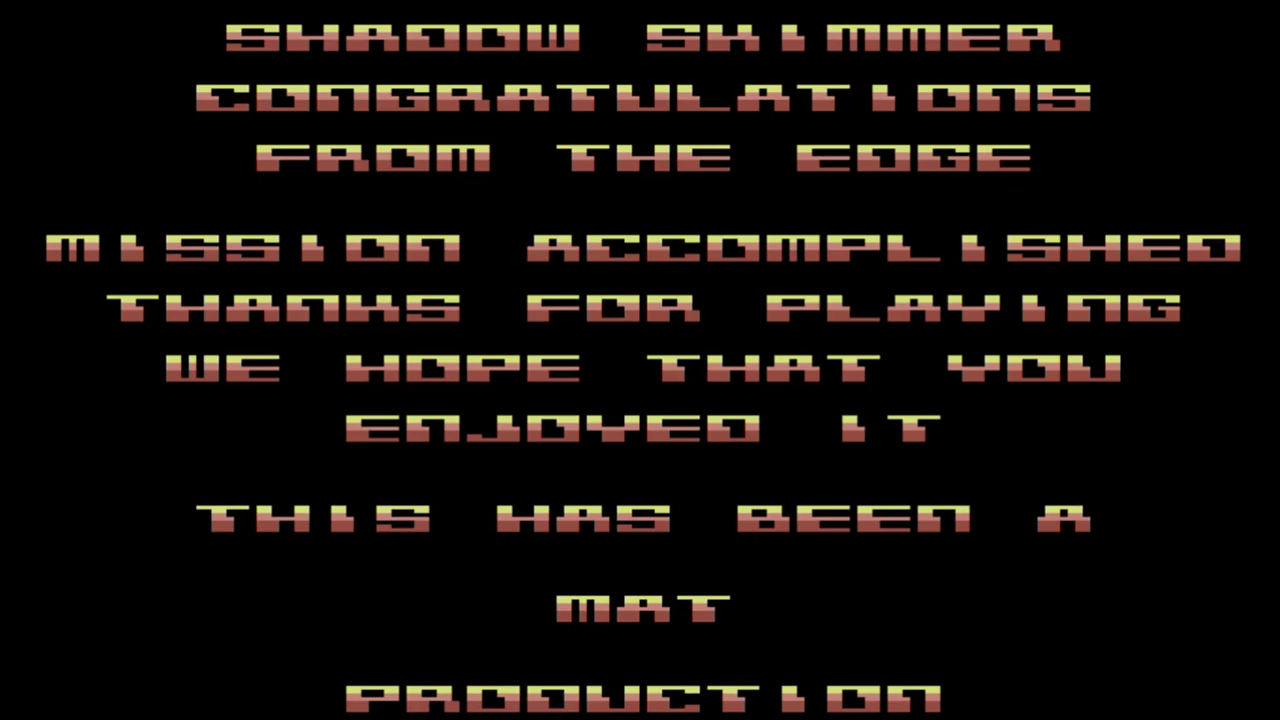 SHADOW SKIMMER
CONGRATULATIONS
FROM THE EDGE
MISSION ACCOMPLISHED
THANKS FOR PLAYING
WE HOPE THAT YOU
ENJOYED IT
THIS HAS BEEN A
MAT
PRODUCTION